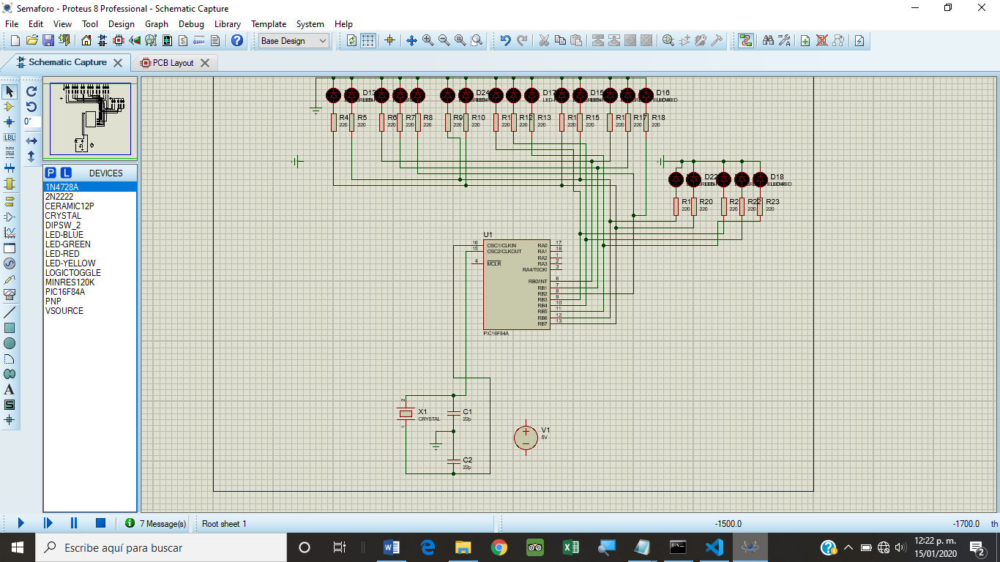 Semaforo - Proteus 8 Professional - Schematic Capture
File Edit View Tool Design Graph Debug Library Template System Help
Base Design
Schematic Capture
PCB Layout
0°
P L DEVICES
1N4728A
2N2222
CERAMIC12P
CRYSTAL
DIPSW_2
LED-BLUE
LED-GREEN
LED-RED
LED-YELLOW
LOGICTOGGLE
MINRES120K
PIC16F84A
PNP
VSOURCE
D24 D17 D15 D16
R4 R5 R6 R7 R8 R9 R10 R13 R15 R17 R18
220 220 220 220 220 220 220 220 220 220 220 220 220 220 220
D22 D18
R20 R22 R23
220 220 220 220 220
U1
16 OSC1/CLKIN RA0 17
15 OSC2/CLKOUT RA1 18
RA2 1
4 MCLR RA3 2
RA4/T0CKI 3
RB0/INT 6
RB1 7
RB2 8
RB3 9
RB4 10
RB5 11
RB6 12
RB7 13
PIC16F84A
2
X1 C1
CRYSTAL 22p
1
V1
5V
C2
22p
7 Message(s) Root sheet 1 -1500.0 -1700.0 th
Escribe aquí para buscar
12:22 p. m.
15/01/2020
2